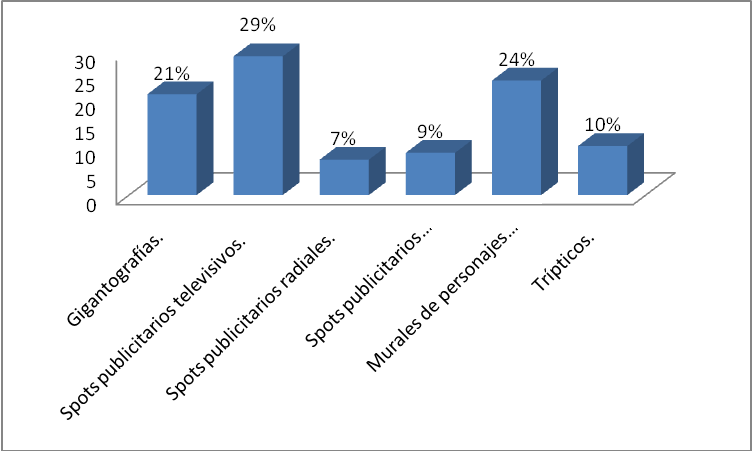 29%
21%
7%
9%
24%
10%
30
25
20
15
10
5
0
Gigantografías.
Spots publicitarios televisivos.
Spots publicitarios radiales.
Spots publicitarios...
Murales de personajes...
Trípticos.